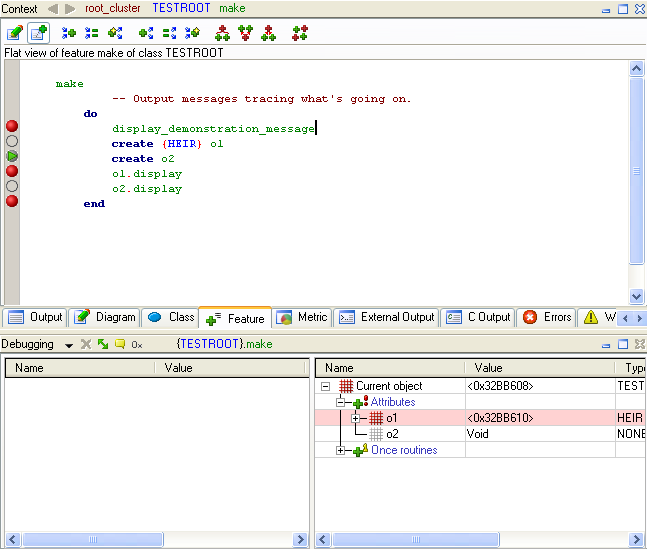 Context root_cluster TESTROOT make
Flat view of feature make of class TESTROOT
make
-- Output messages tracing what's going on.
do
display_demonstration_message
create {HEIR} o1
create o2
o1.display
o2.display
end
Output Diagram Class Feature Metric External Output C Output Errors W
Debugging 0x {TESTROOT}.make
Name Value
Name Value Type
Current object <0x32BB608> TEST
Attributes
o1 <0x32BB610> HEIR
o2 Void NONE
Once routines